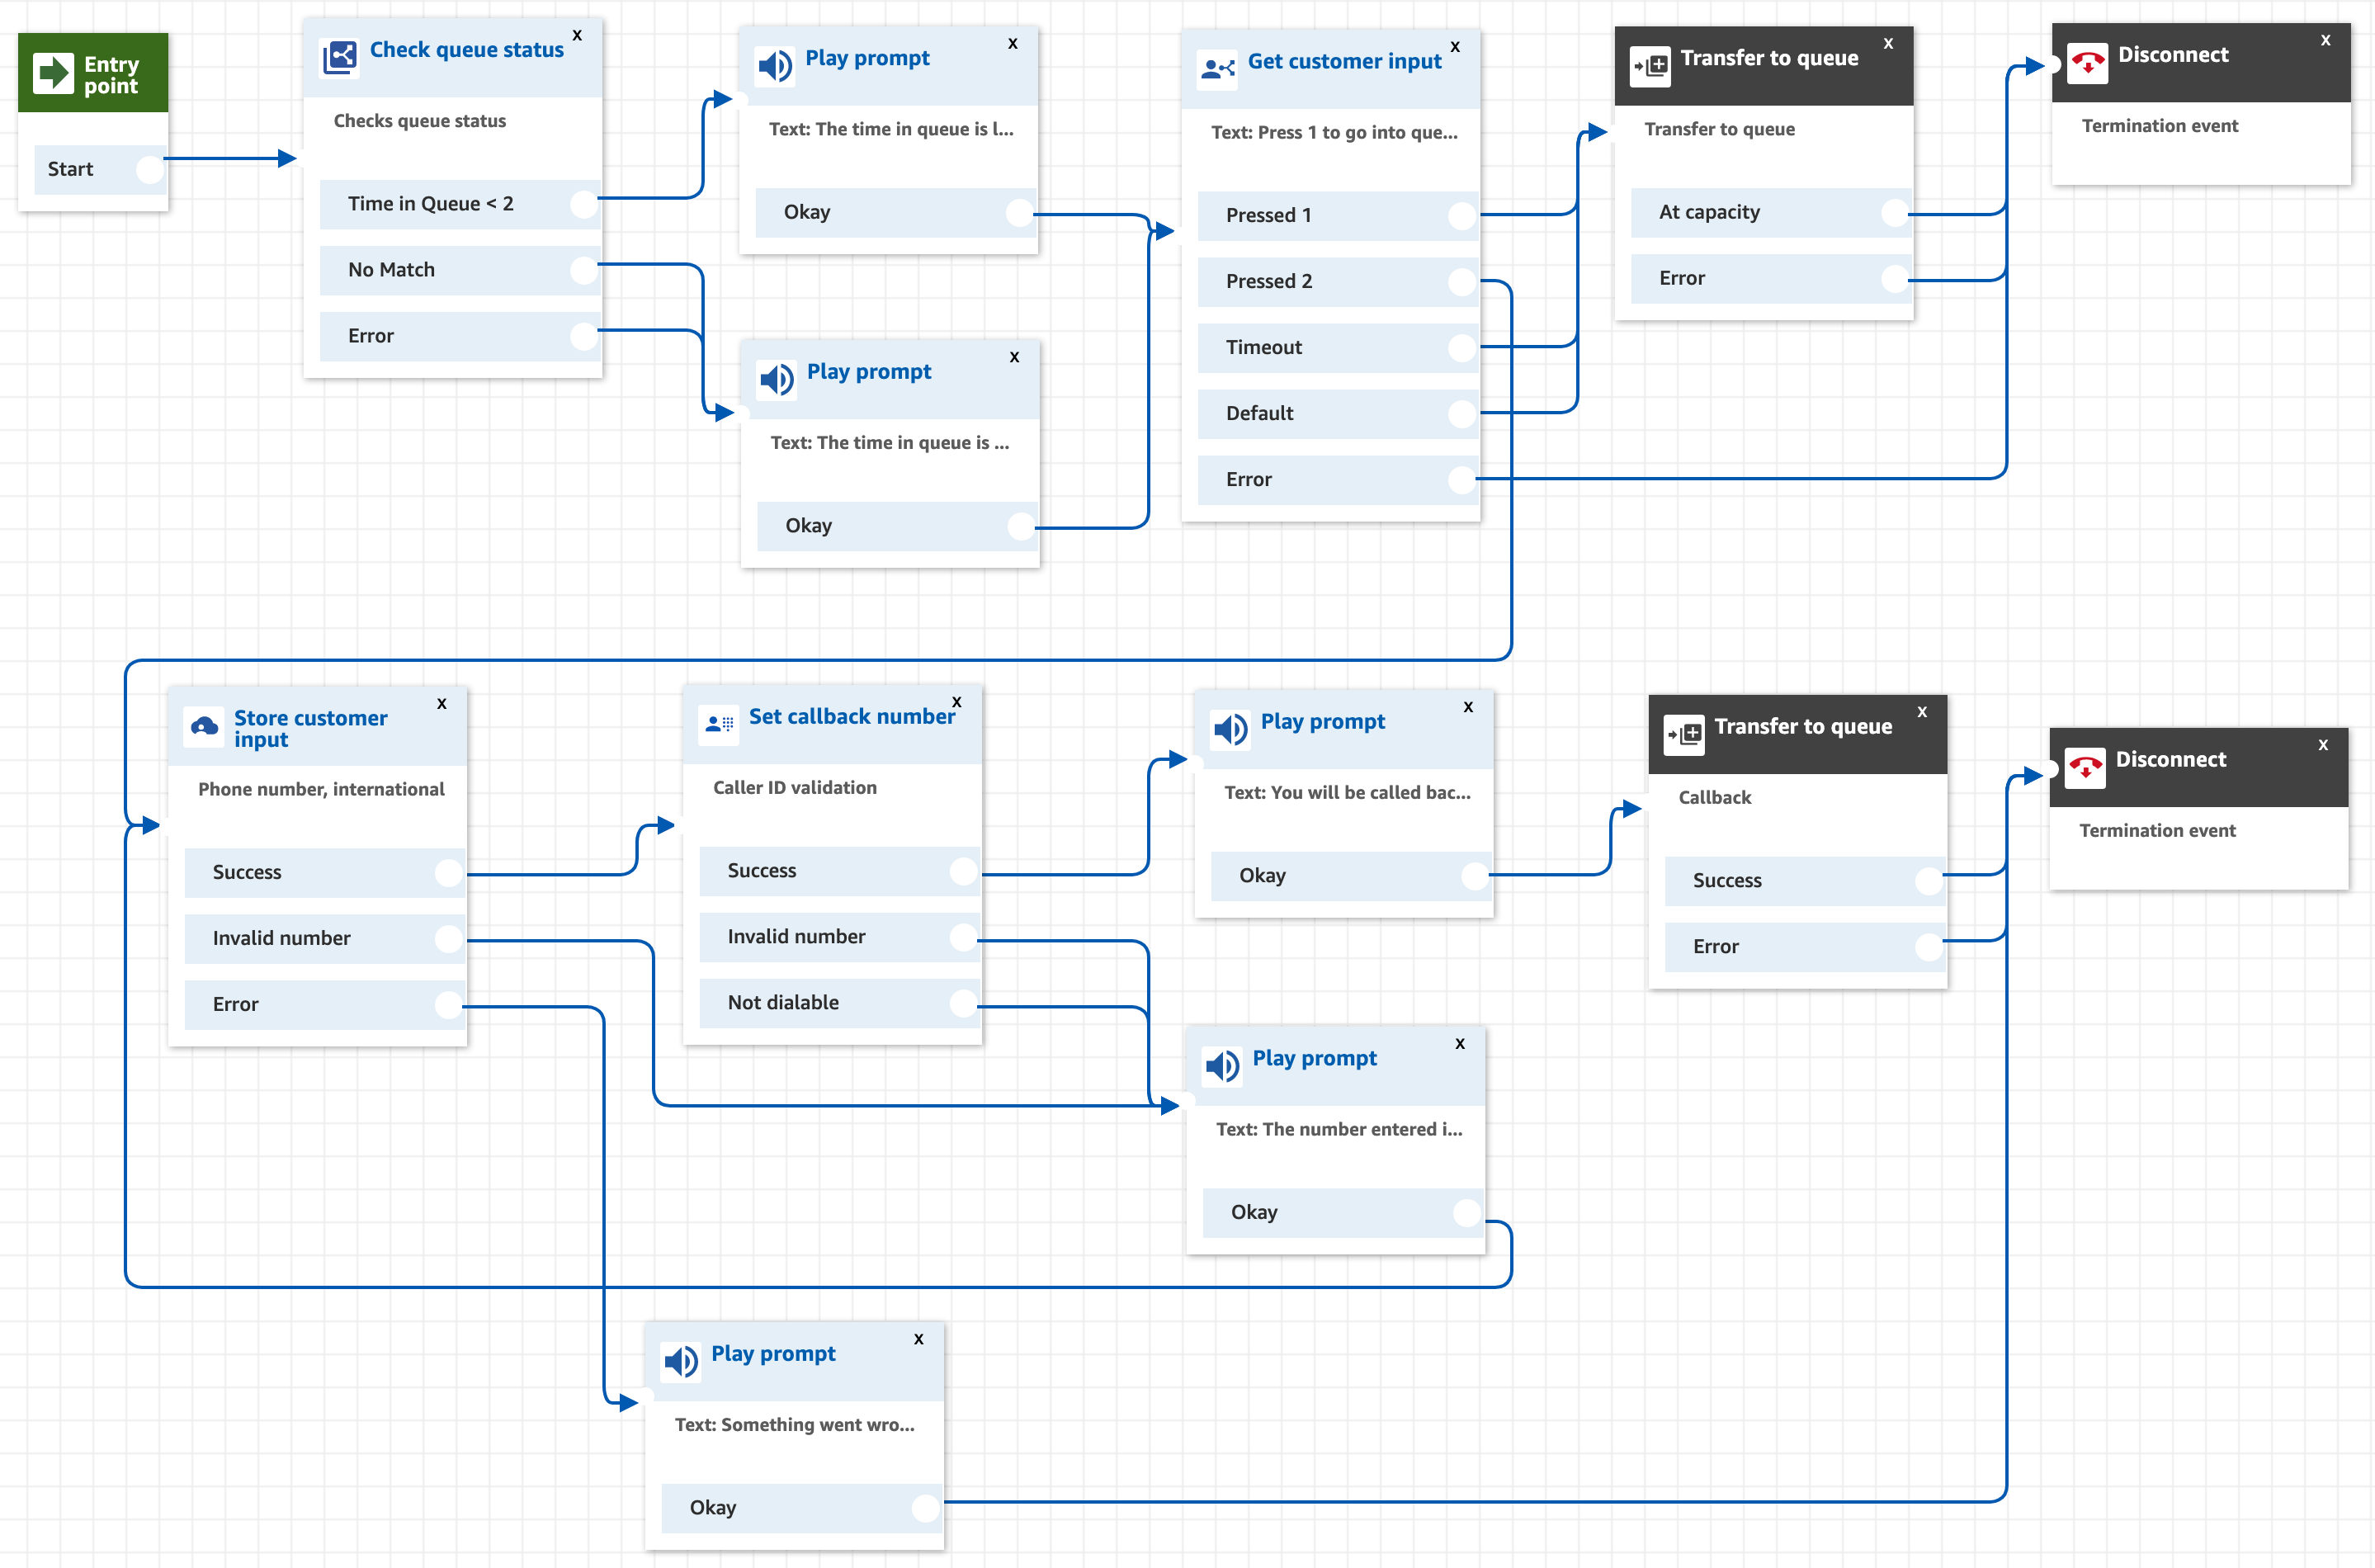 Entry
point
Start
Check queue status
x
Checks queue status
Time in Queue < 2
No Match
Error
Play prompt
x
Text: The time in queue is l...
Okay
Play prompt
x
Text: The time in queue is ...
Okay
Get customer input
x
Text: Press 1 to go into que...
Pressed 1
Pressed 2
Timeout
Default
Error
Transfer to queue
x
Transfer to queue
At capacity
Error
Disconnect
x
Termination event
Store customer
input
x
Phone number, international
Success
Invalid number
Error
Set callback number
x
Caller ID validation
Success
Invalid number
Not dialable
Play prompt
x
Text: You will be called bac...
Okay
Transfer to queue
x
Callback
Success
Error
Disconnect
x
Termination event
Play prompt
x
Text: The number entered i...
Okay
Play prompt
x
Text: Something went wro...
Okay